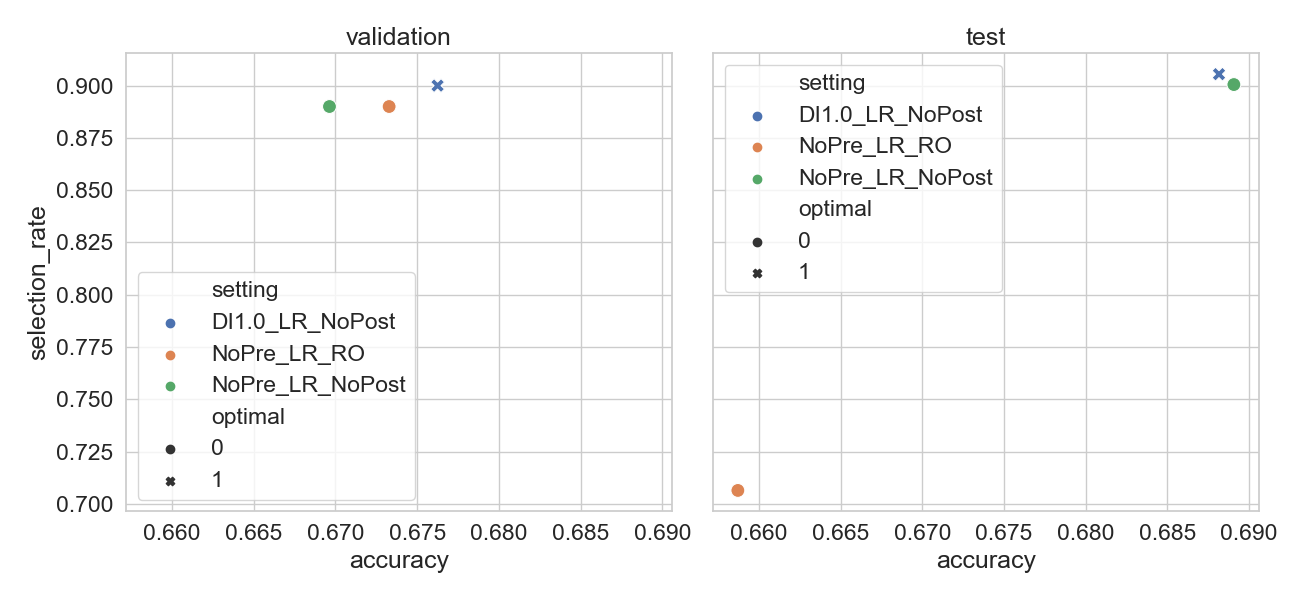 validation
test
0.900
0.875
0.850
0.825
0.800
0.775
0.750
0.725
0.700
selection_rate
setting
DI1.0_LR_NoPost
NoPre_LR_RO
NoPre_LR_NoPost
optimal
0
1
0.660 0.665 0.670 0.675 0.680 0.685 0.690
accuracy
setting
DI1.0_LR_NoPost
NoPre_LR_RO
NoPre_LR_NoPost
optimal
0
1
0.660 0.665 0.670 0.675 0.680 0.685 0.690
accuracy